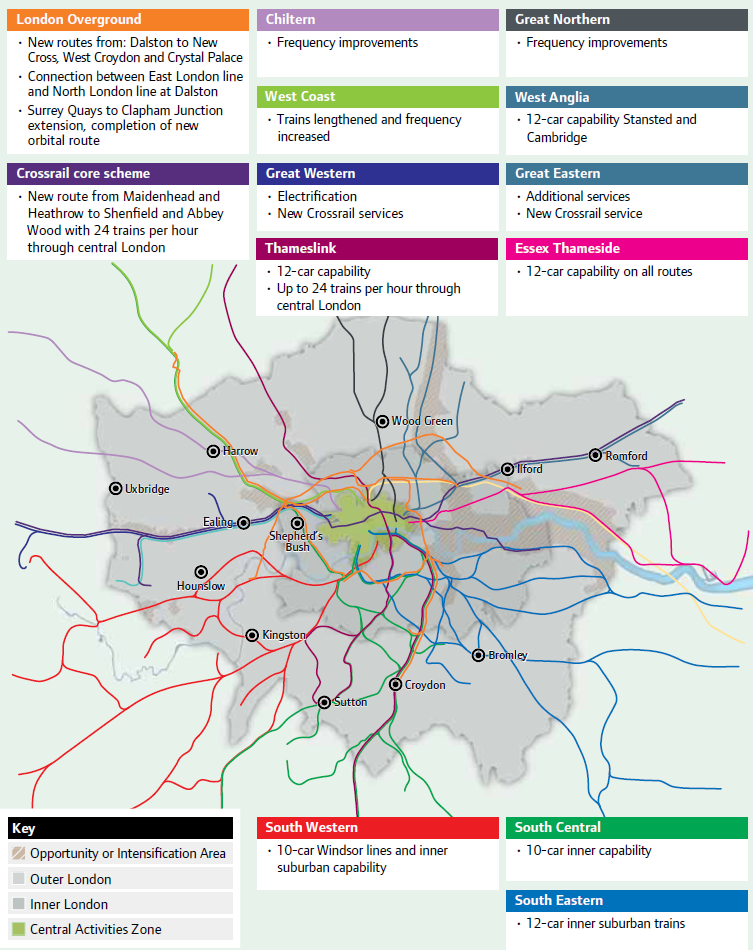 London Overground
· New routes from: Dalston to New
Cross, West Croydon and Crystal Palace
· Connection between East London line
and North London line at Dalston
· Surrey Quays to Clapham Junction
extension, completion of new
orbital route
Chiltern
· Frequency improvements
Great Northern
· Frequency improvements
West Coast
· Trains lengthened and frequency
increased
West Anglia
· 12-car capability Stansted and
Cambridge
Crossrail core scheme
· New route from Maidenhead and
Heathrow to Shenfield and Abbey
Wood with 24 trains per hour
through central London
Great Western
· Electrification
· New Crossrail services
Great Eastern
· Additional services
· New Crossrail service
Thameslink
· 12-car capability
· Up to 24 trains per hour through
central London
Essex Thameside
· 12-car capability on all routes
Wood Green
Harrow
Romford
Ilford
Uxbridge
Ealing
Shepherd's
Bush
Hounslow
Kingston
Bromley
Croydon
Sutton
Key
Opportunity or Intensification Area
Outer London
Inner London
Central Activities Zone
South Western
· 10-car Windsor lines and inner
suburban capability
South Central
· 10-car inner capability
South Eastern
· 12-car inner suburban trains